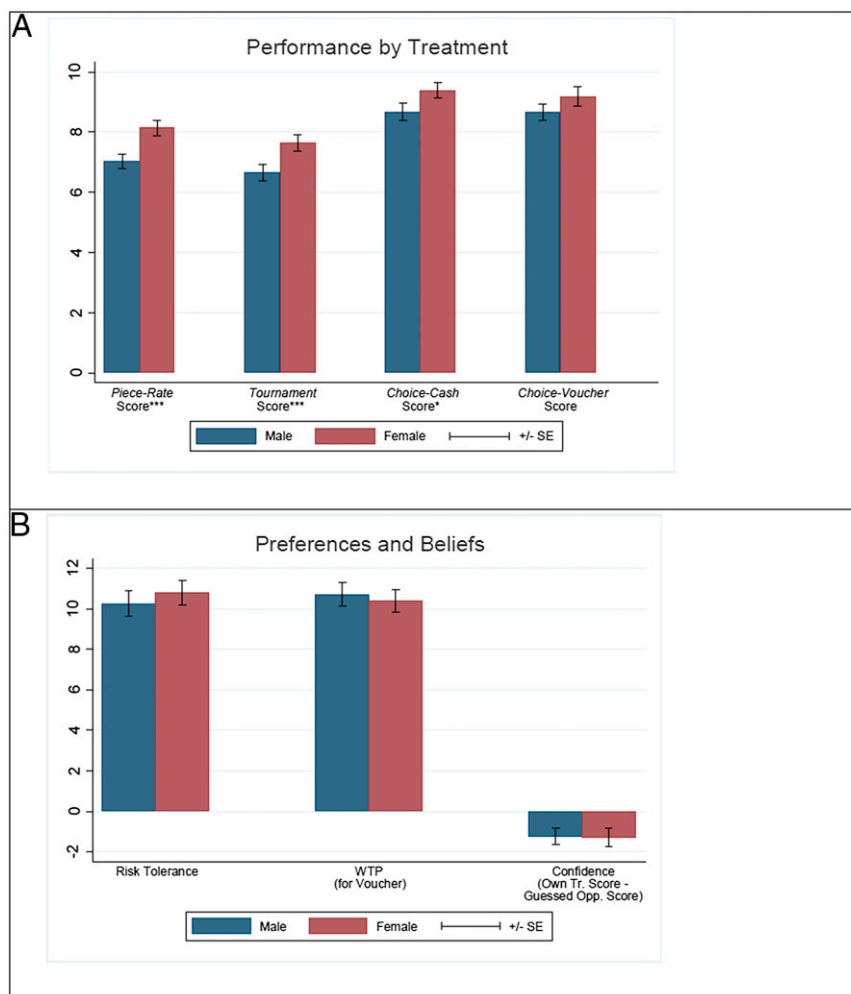 A
Performance by Treatment
10
8
6
4
2
0
Piece-Rate Score***
Tournament Score***
Choice-Cash Score*
Choice-Voucher Score
Male Female +/- SE
B
Preferences and Beliefs
12
10
8
6
4
2
0
-2
Risk Tolerance
WTP
(for Voucher)
Confidence
(Own Tr. Score -
Guessed Opp. Score)
Male Female +/- SE